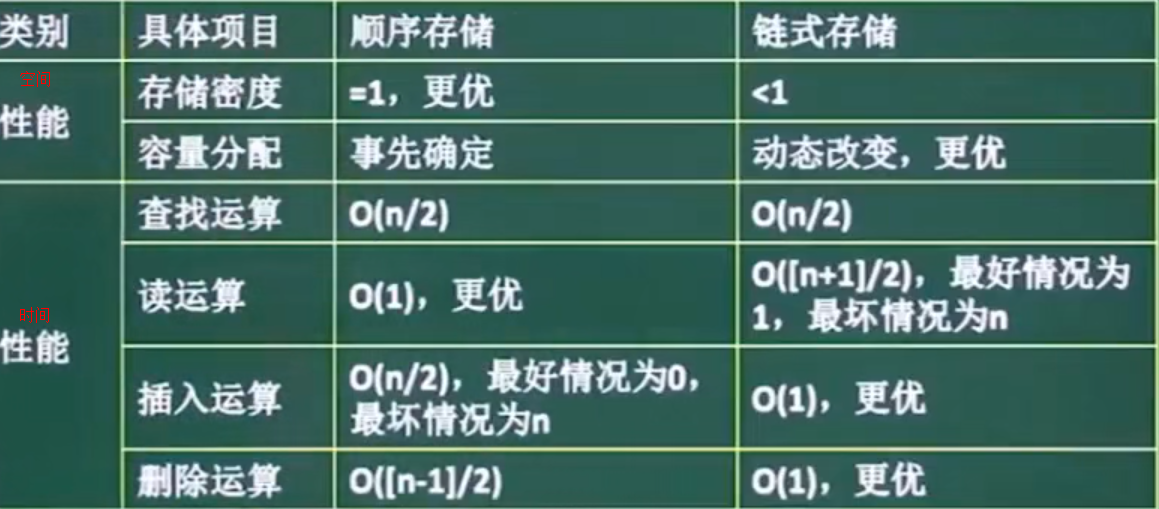 类别 具体项目 顺序存储 链式存储
性能 存储密度 =1，更优 <1
容量分配 事先确定 动态改变，更优
查找运算 O(n/2) O(n/2)
时间
性能
读运算 O(1)，更优 O([n+1]/2)，最好情况为
1，最坏情况为n
插入运算 O(n/2)，最好情况为0，
最坏情况为n
O(1)，更优
删除运算 O([n-1]/2) O(1)，更优